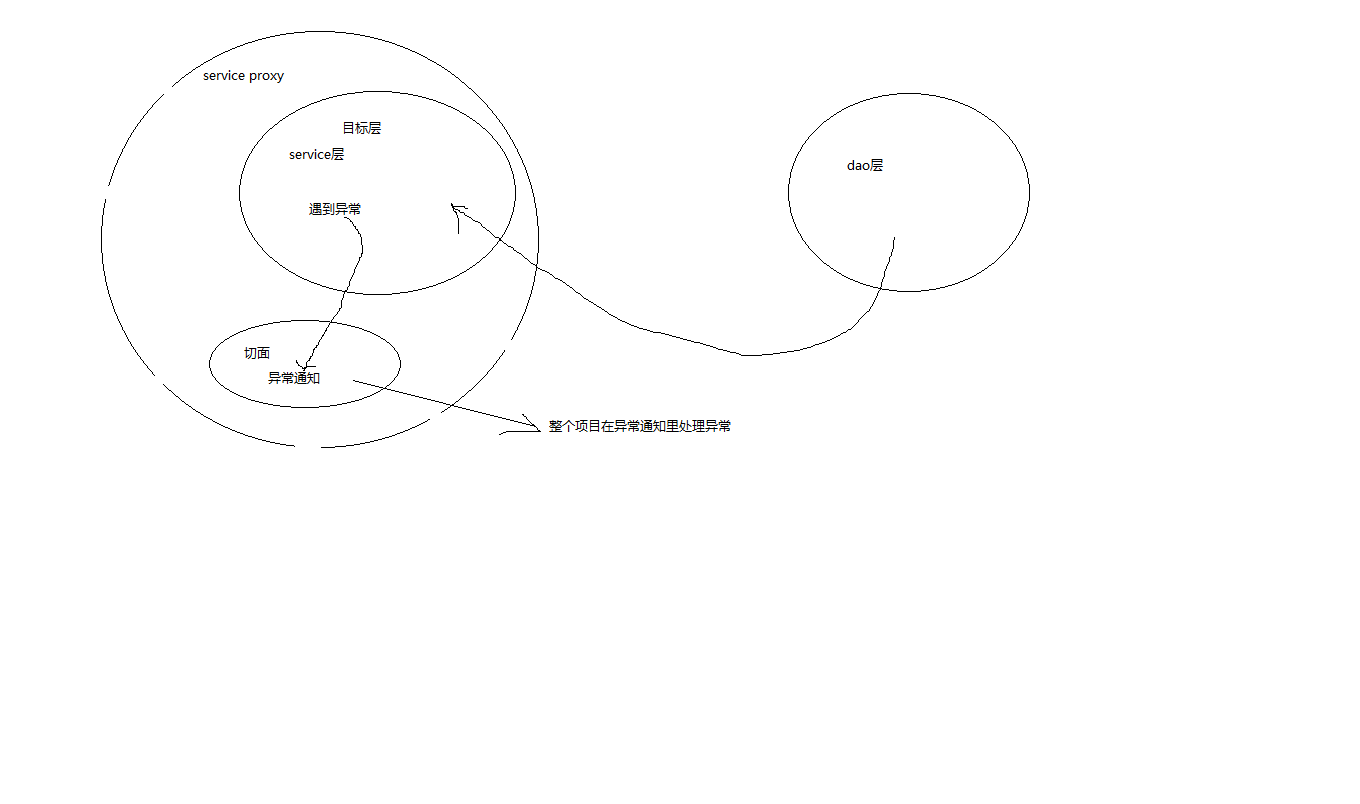 service proxy
目标层
service层
遇到异常
dao层
切面
异常通知
整个项目在异常通知里处理异常